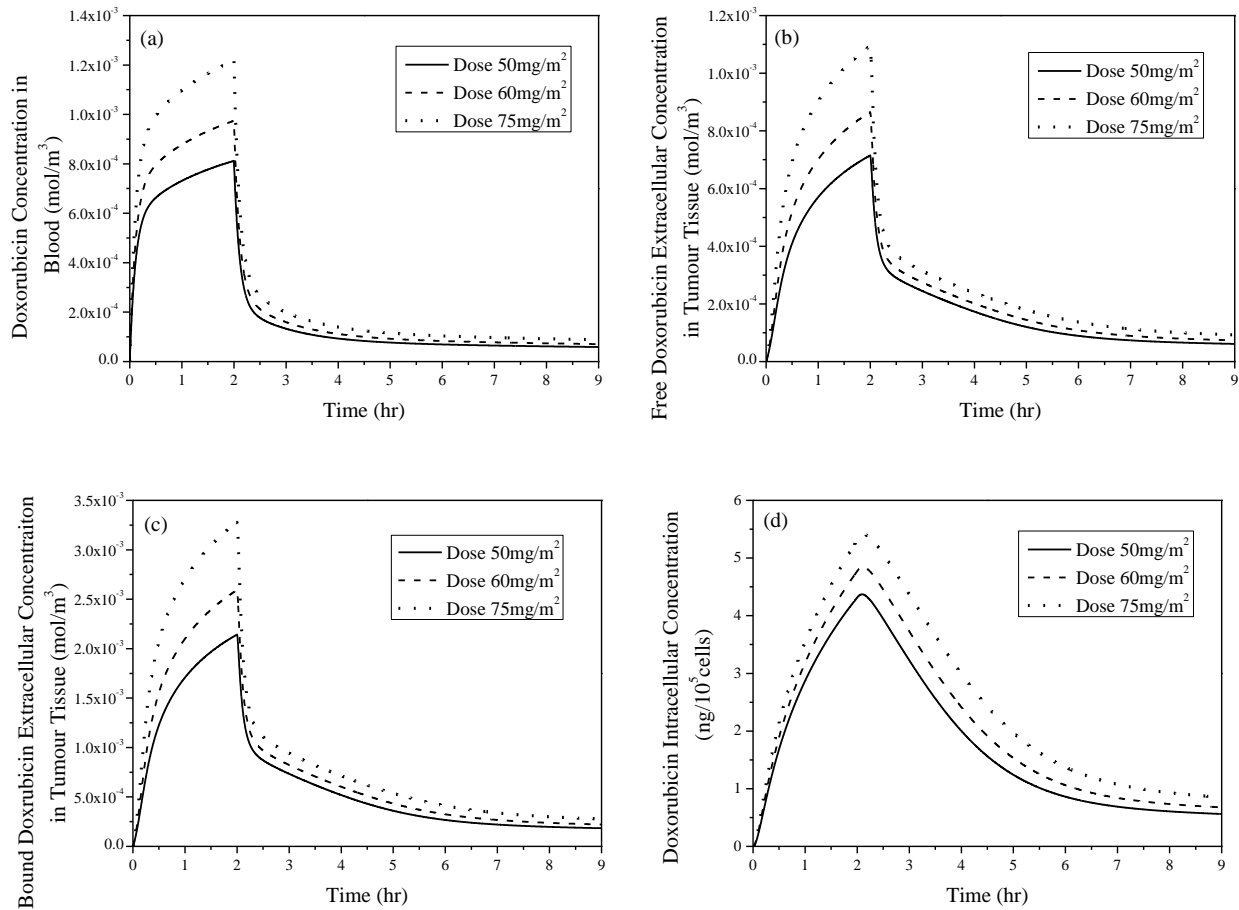 (a)
Doxorubicin Concentration in
Blood (mol/m³)
1.4x10⁻³
1.2x10⁻³
1.0x10⁻³
8.0x10⁻⁴
6.0x10⁻⁴
4.0x10⁻⁴
2.0x10⁻⁴
0.0
Dose 50mg/m²
Dose 60mg/m²
Dose 75mg/m²
0 1 2 3 4 5 6 7 8 9
Time (hr)
(b)
Free Doxorubicin Extracellular Concentration
in Tumour Tissue (mol/m³)
1.2x10⁻³
1.0x10⁻³
8.0x10⁻⁴
6.0x10⁻⁴
4.0x10⁻⁴
2.0x10⁻⁴
0.0
Dose 50mg/m²
Dose 60mg/m²
Dose 75mg/m²
0 1 2 3 4 5 6 7 8 9
Time (hr)
(c)
Bound Doxrubicin Extracellular Concentraiton
in Tumour Tissue (mol/m³)
3.5x10⁻³
3.0x10⁻³
2.5x10⁻³
2.0x10⁻³
1.5x10⁻³
1.0x10⁻³
5.0x10⁻⁴
0.0
Dose 50mg/m²
Dose 60mg/m²
Dose 75mg/m²
0 1 2 3 4 5 6 7 8 9
Time (hr)
(d)
Doxorubicin Intracellular Concentration
(ng/10⁵cells)
6
5
4
3
2
1
0
Dose 50mg/m²
Dose 60mg/m²
Dose 75mg/m²
0 1 2 3 4 5 6 7 8 9
Time (hr)